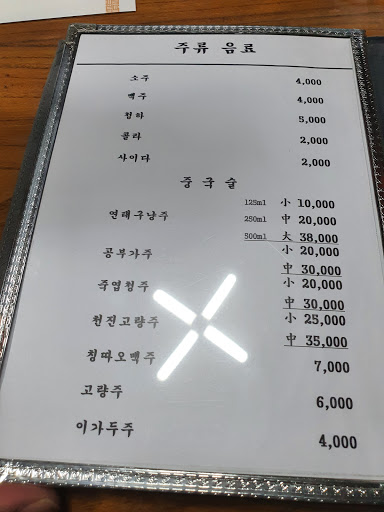 주류 음료
소주 4,000
맥주 4,000
청하 5,000
콜라 2,000
사이다 2,000
중국술
연태구냥주 125ml 小 10,000
250ml 中 20,000
500ml 大 38,000
공부가주 小 20,000
中 30,000
죽엽청주 小 20,000
中 30,000
천진고량주 小 25,000
中 35,000
칭따오맥주 7,000
고량주 6,000
이가두주 4,000